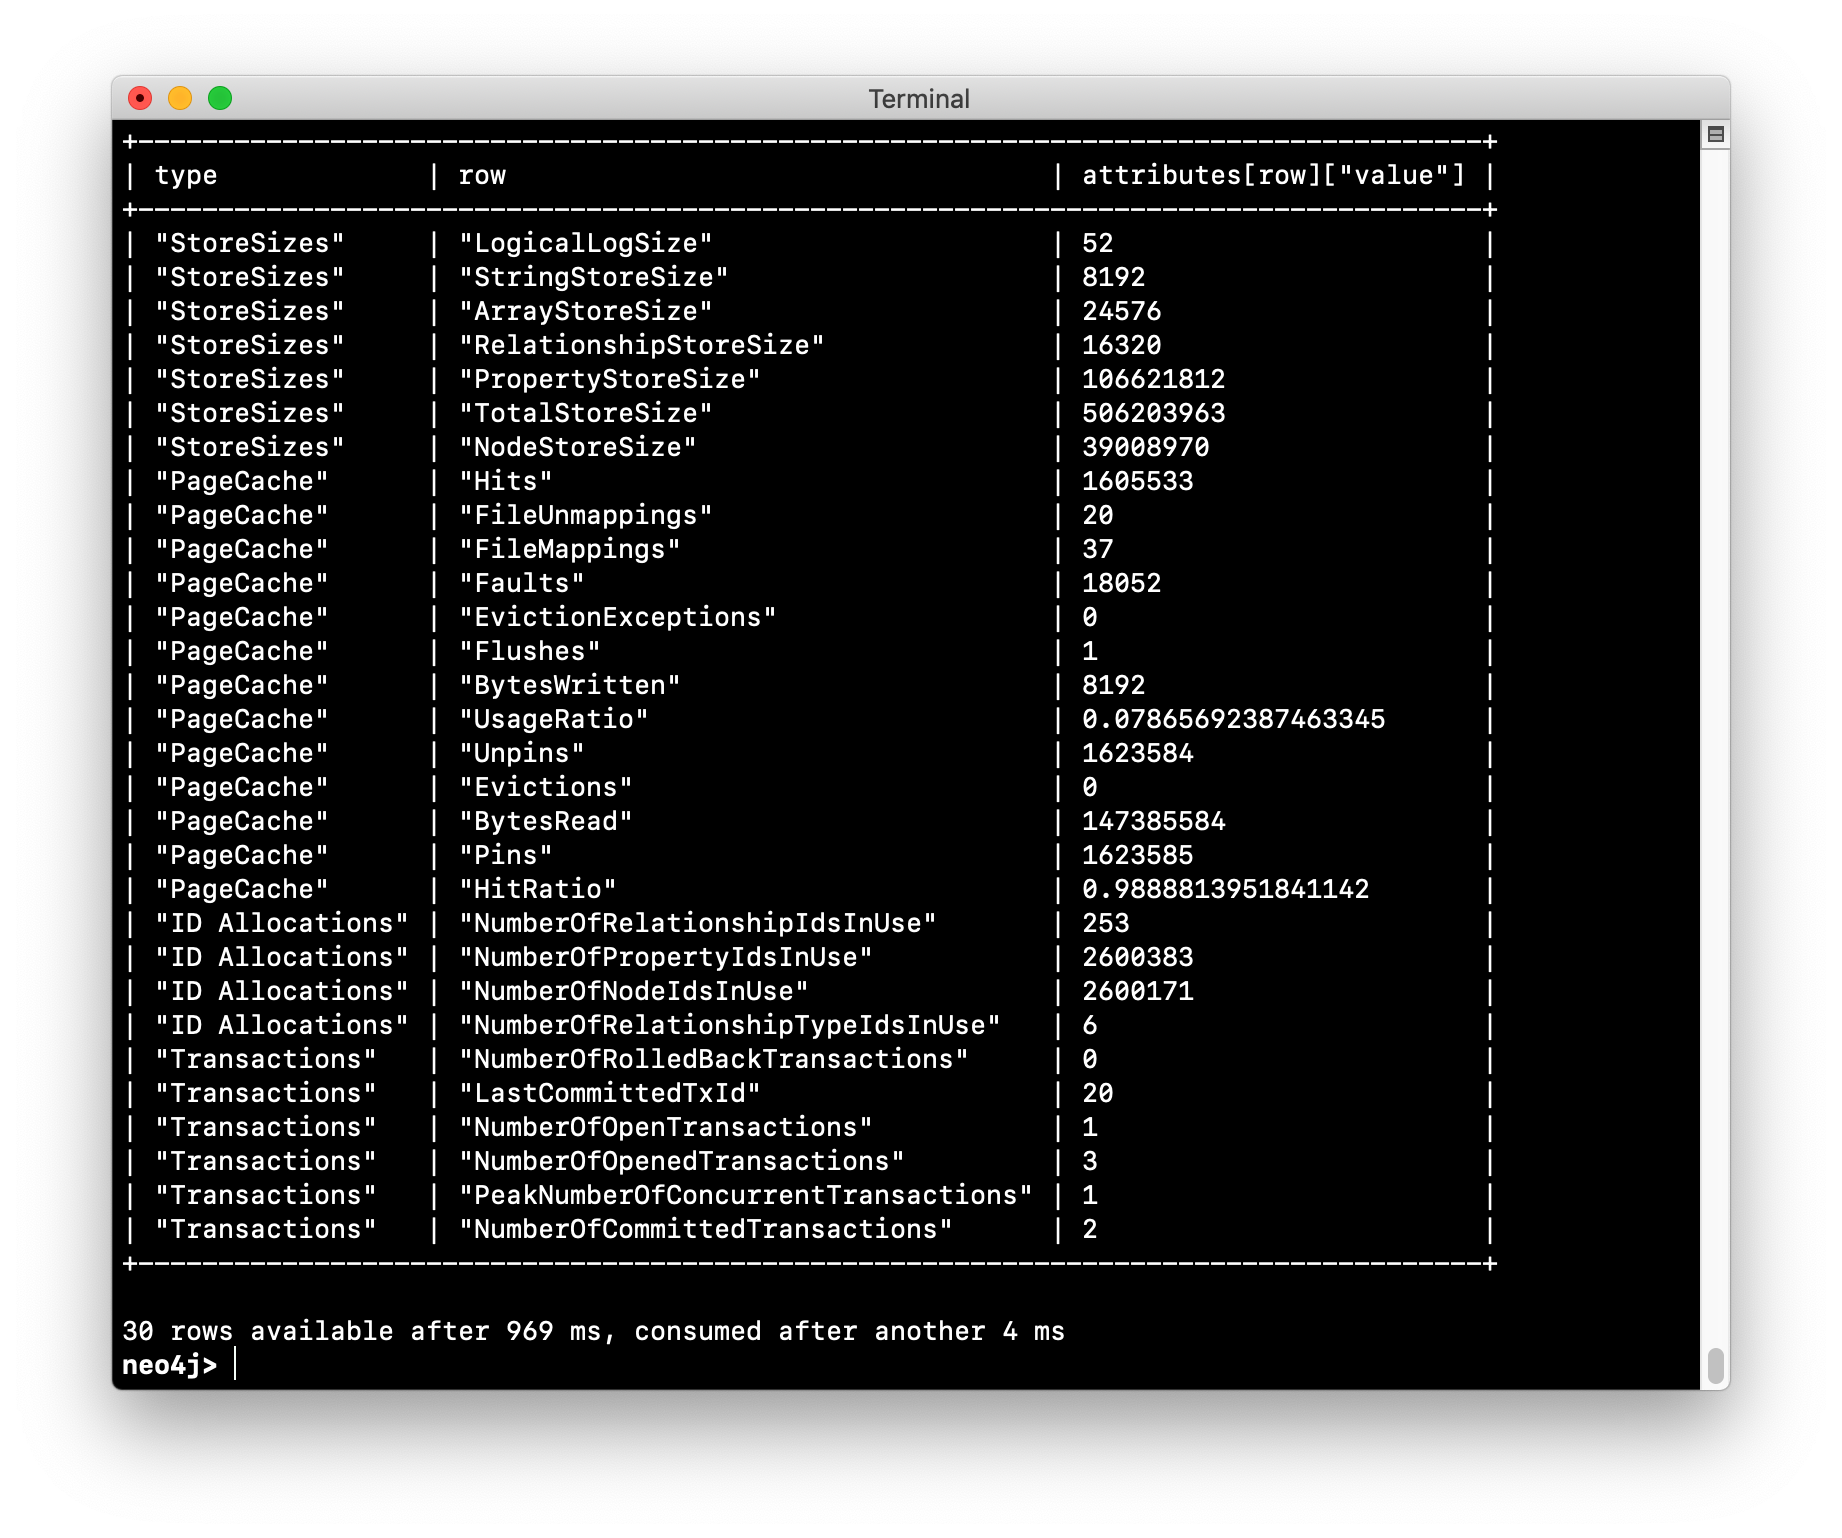 Terminal
+------------------------------------------------------------------------------------+
| type             | row                                  | attributes[row]["value"] |
+------------------------------------------------------------------------------------+
| "StoreSizes"     | "LogicalLogSize"                     | 52                       |
| "StoreSizes"     | "StringStoreSize"                    | 8192                     |
| "StoreSizes"     | "ArrayStoreSize"                     | 24576                    |
| "StoreSizes"     | "RelationshipStoreSize"              | 16320                    |
| "StoreSizes"     | "PropertyStoreSize"                  | 106621812                |
| "StoreSizes"     | "TotalStoreSize"                     | 506203963                |
| "StoreSizes"     | "NodeStoreSize"                      | 39008970                 |
| "PageCache"      | "Hits"                               | 1605533                  |
| "PageCache"      | "FileUnmappings"                     | 20                       |
| "PageCache"      | "FileMappings"                       | 37                       |
| "PageCache"      | "Faults"                             | 18052                    |
| "PageCache"      | "EvictionExceptions"                 | 0                        |
| "PageCache"      | "Flushes"                            | 1                        |
| "PageCache"      | "BytesWritten"                       | 8192                     |
| "PageCache"      | "UsageRatio"                         | 0.07865692387463345      |
| "PageCache"      | "Unpins"                             | 1623584                  |
| "PageCache"      | "Evictions"                          | 0                        |
| "PageCache"      | "BytesRead"                          | 147385584                |
| "PageCache"      | "Pins"                               | 1623585                  |
| "PageCache"      | "HitRatio"                           | 0.9888813951841142       |
| "ID Allocations" | "NumberOfRelationshipIdsInUse"       | 253                      |
| "ID Allocations" | "NumberOfPropertyIdsInUse"           | 2600383                  |
| "ID Allocations" | "NumberOfNodeIdsInUse"               | 2600171                  |
| "ID Allocations" | "NumberOfRelationshipTypeIdsInUse"   | 6                        |
| "Transactions"   | "NumberOfRolledBackTransactions"     | 0                        |
| "Transactions"   | "LastCommittedTxId"                  | 20                       |
| "Transactions"   | "NumberOfOpenTransactions"           | 1                        |
| "Transactions"   | "NumberOfOpenedTransactions"         | 3                        |
| "Transactions"   | "PeakNumberOfConcurrentTransactions" | 1                        |
| "Transactions"   | "NumberOfCommittedTransactions"      | 2                        |
+------------------------------------------------------------------------------------+
30 rows available after 969 ms, consumed after another 4 ms
neo4j>